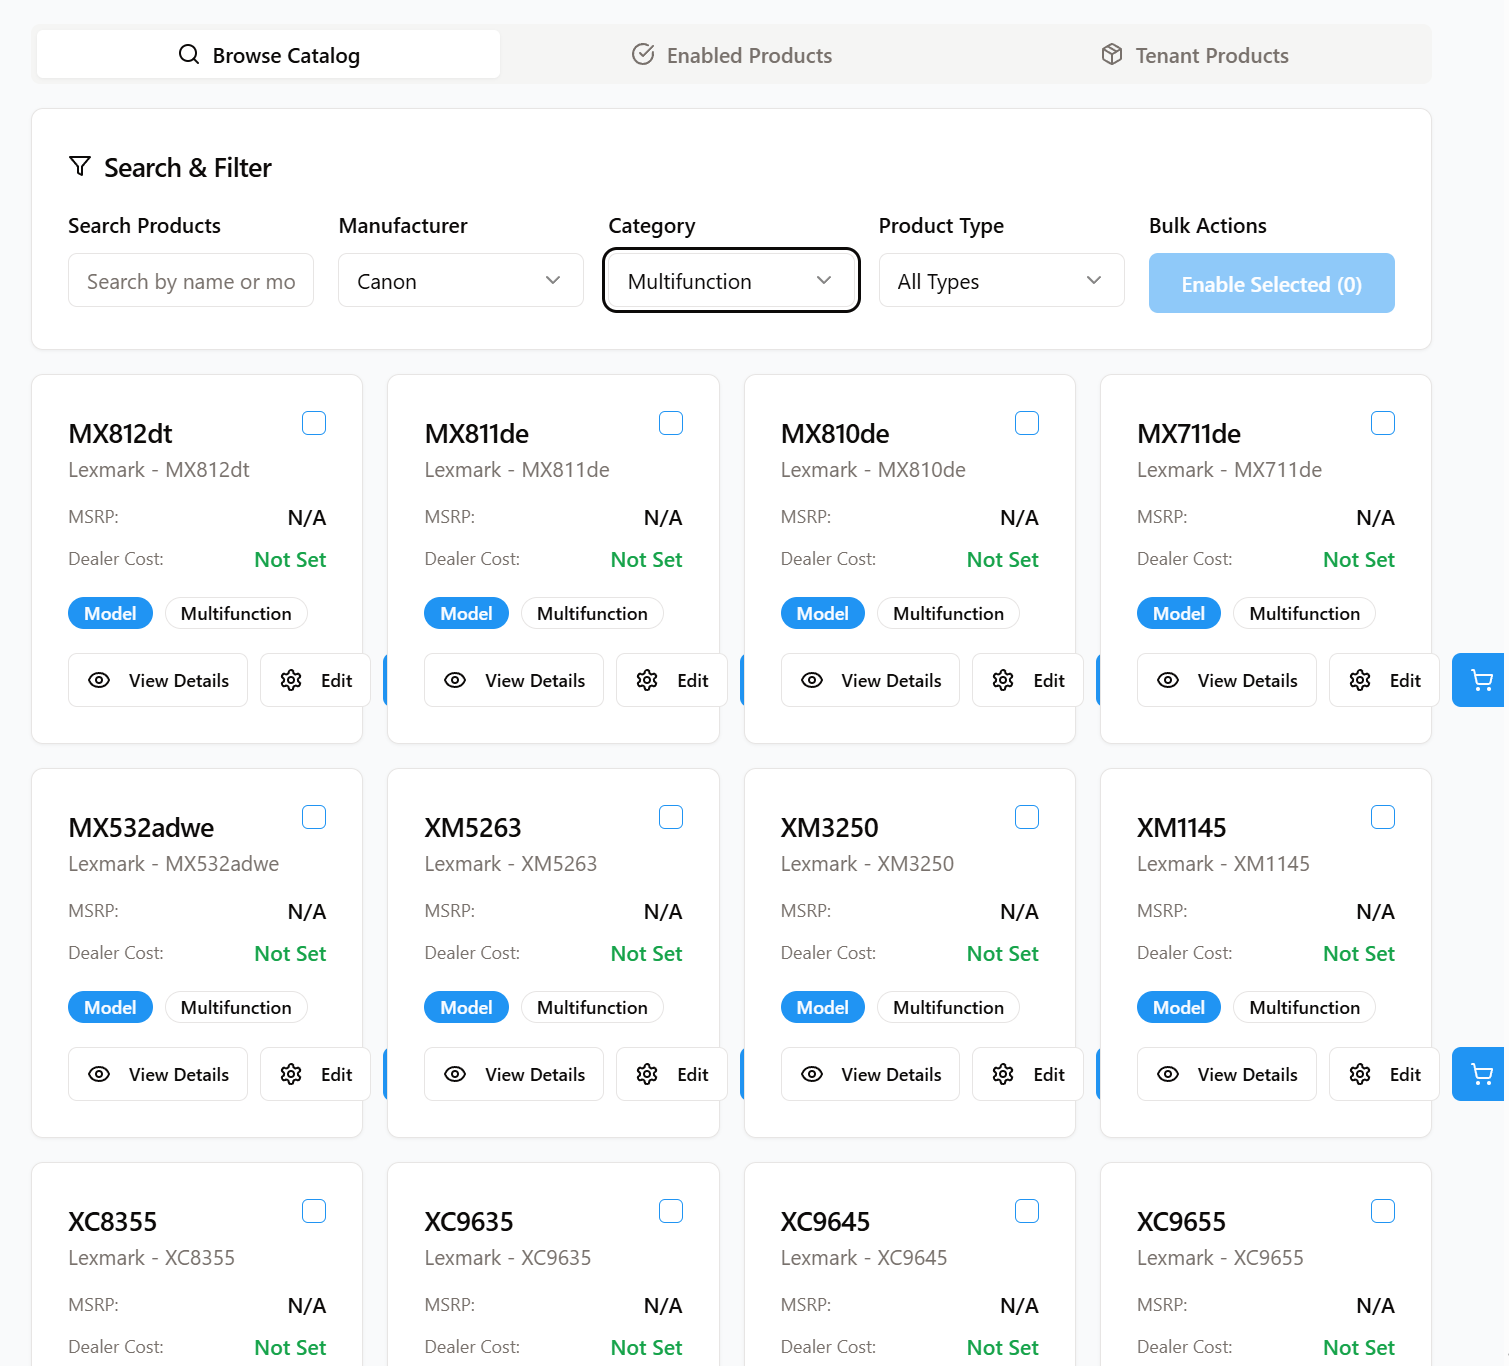 Browse Catalog
Enabled Products
Tenant Products
Search & Filter
Search Products
Manufacturer
Category
Product Type
Bulk Actions
Search by name or mo
Canon
Multifunction
All Types
Enable Selected (0)
MX812dt
Lexmark - MX812dt
MSRP:
N/A
Dealer Cost:
Not Set
Model
Multifunction
View Details
Edit
MX811de
Lexmark - MX811de
MSRP:
N/A
Dealer Cost:
Not Set
Model
Multifunction
View Details
Edit
MX810de
Lexmark - MX810de
MSRP:
N/A
Dealer Cost:
Not Set
Model
Multifunction
View Details
Edit
MX711de
Lexmark - MX711de
MSRP:
N/A
Dealer Cost:
Not Set
Model
Multifunction
View Details
Edit
MX532adwe
Lexmark - MX532adwe
MSRP:
N/A
Dealer Cost:
Not Set
Model
Multifunction
View Details
Edit
XM5263
Lexmark - XM5263
MSRP:
N/A
Dealer Cost:
Not Set
Model
Multifunction
View Details
Edit
XM3250
Lexmark - XM3250
MSRP:
N/A
Dealer Cost:
Not Set
Model
Multifunction
View Details
Edit
XM1145
Lexmark - XM1145
MSRP:
N/A
Dealer Cost:
Not Set
Model
Multifunction
View Details
Edit
XC8355
Lexmark - XC8355
MSRP:
N/A
Dealer Cost:
Not Set
XC9635
Lexmark - XC9635
MSRP:
N/A
Dealer Cost:
Not Set
XC9645
Lexmark - XC9645
MSRP:
N/A
Dealer Cost:
Not Set
XC9655
Lexmark - XC9655
MSRP:
N/A
Dealer Cost:
Not Set